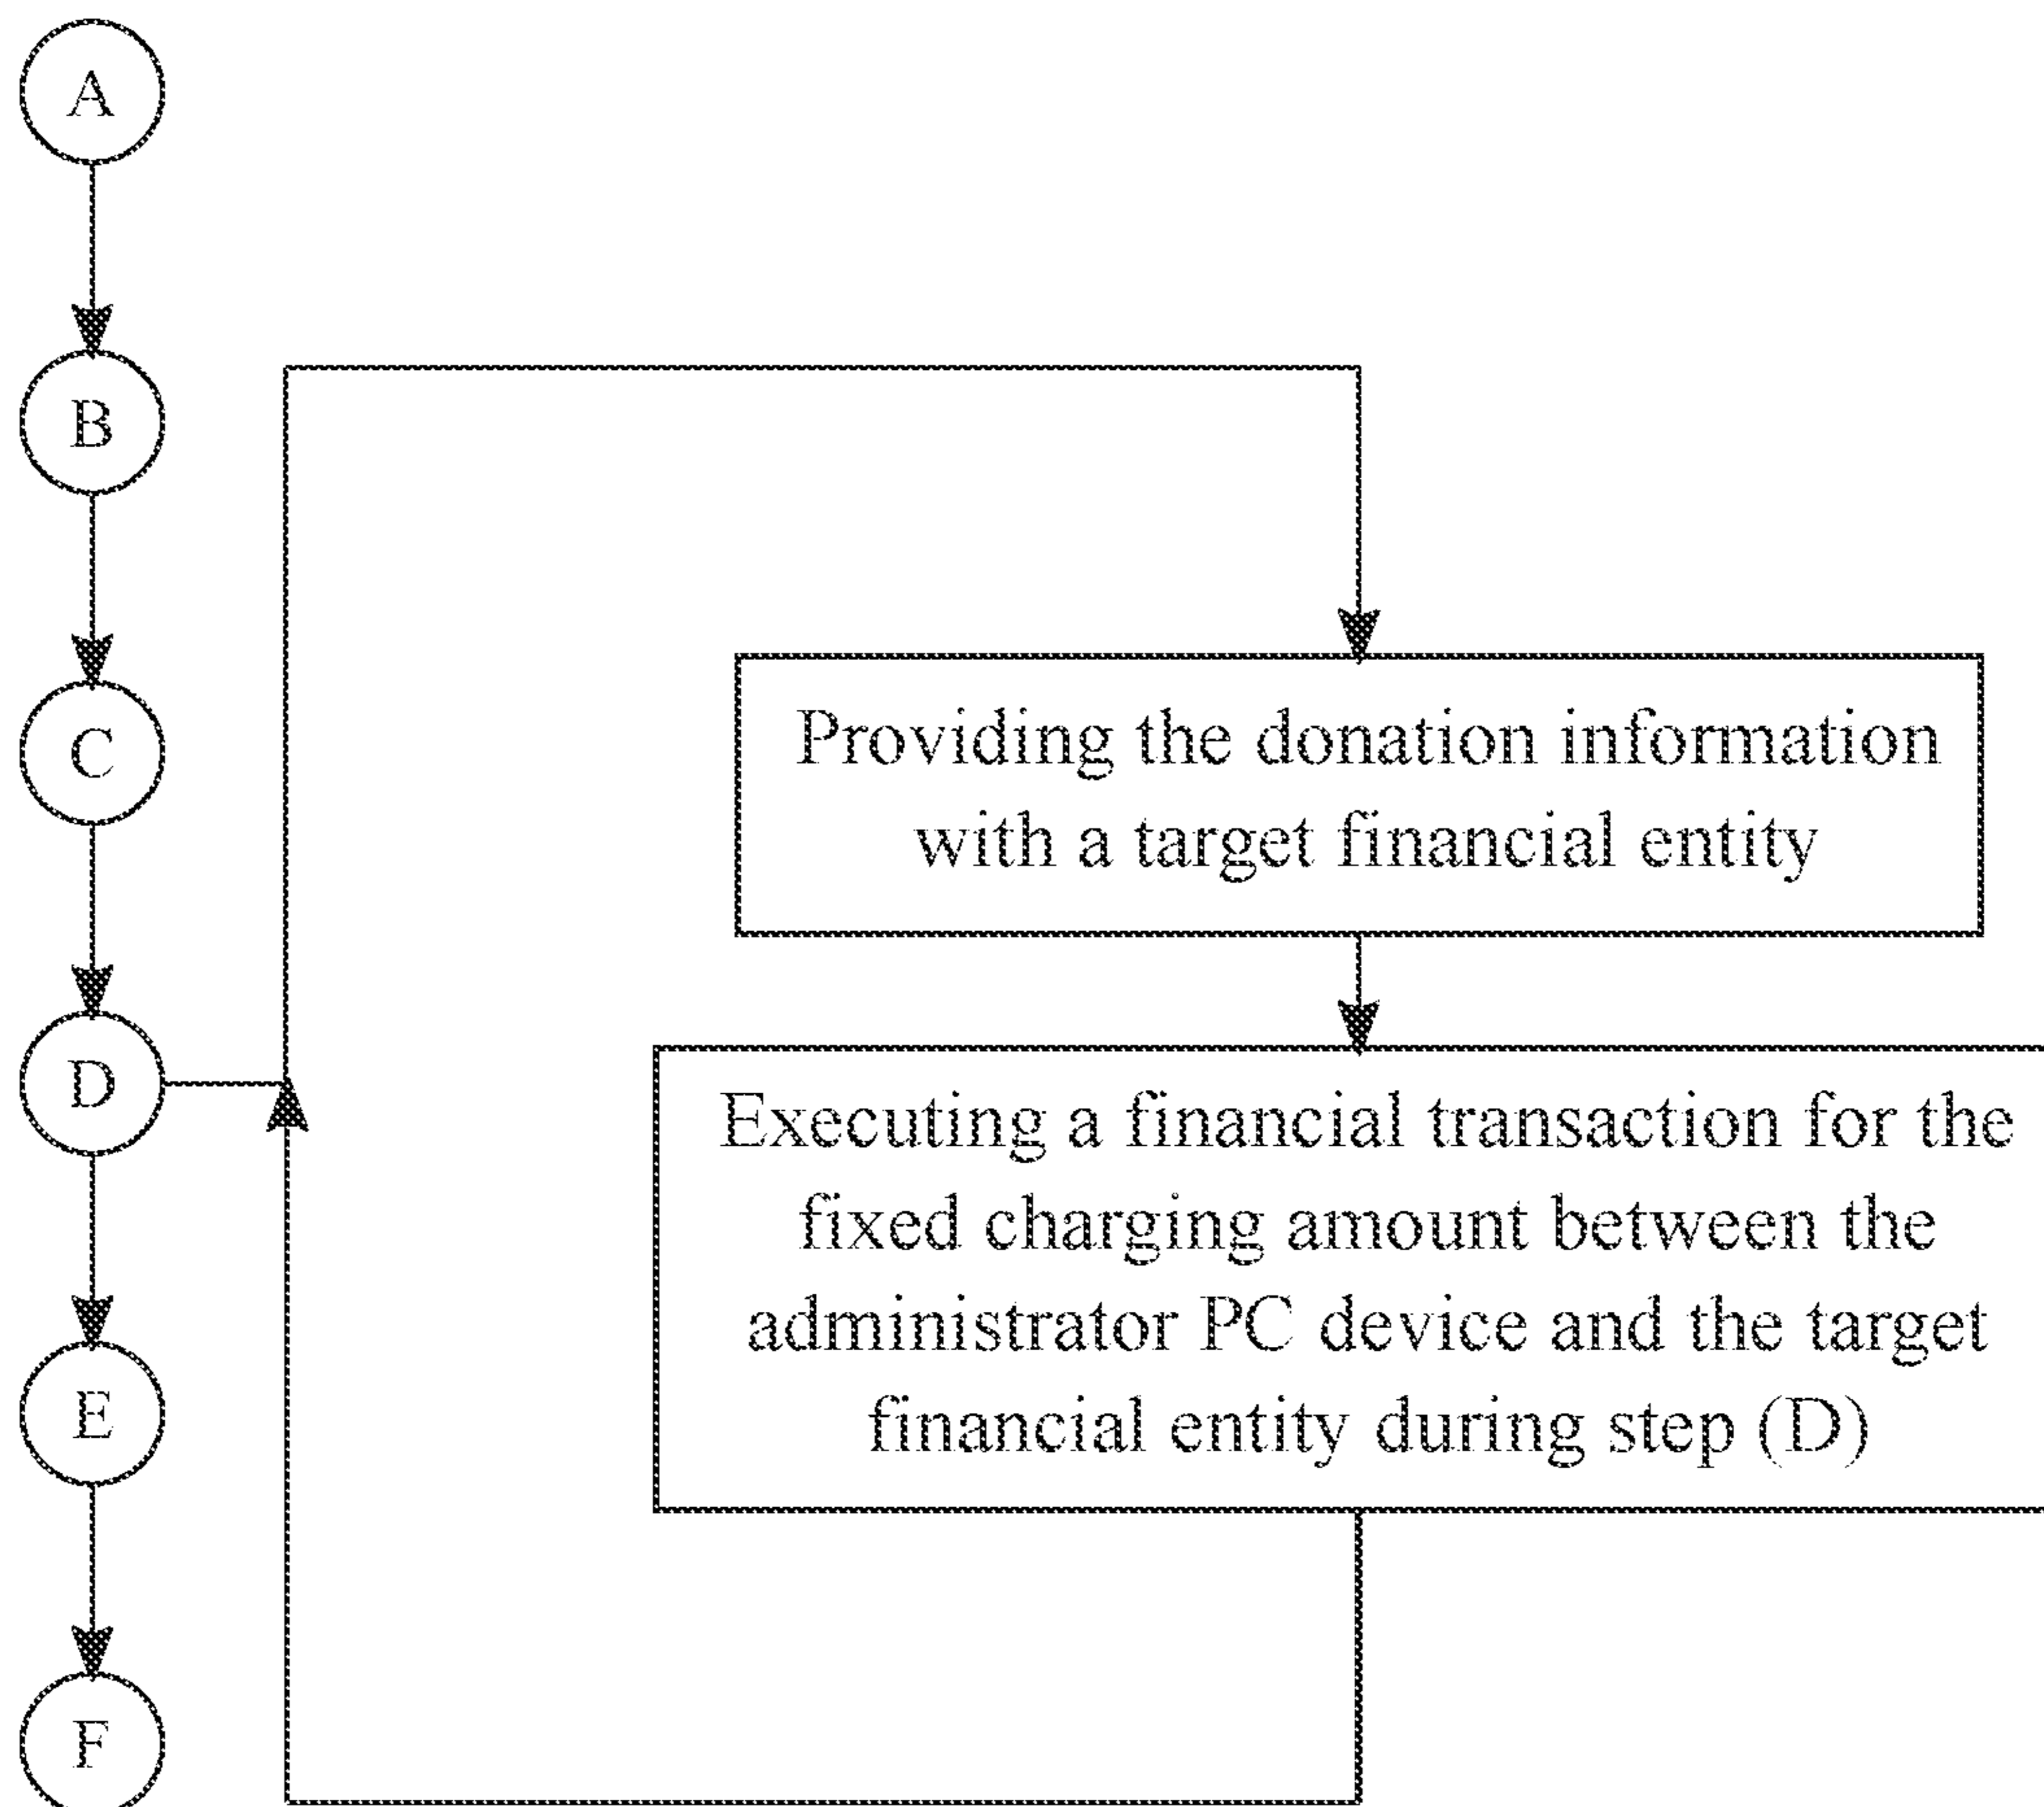 A
B
C
D
E
F
Providing the donation information
with a target financial entity
Executing a financial transaction for the
fixed charging amount between the
administrator PC device and the target
financial entity during step (D)